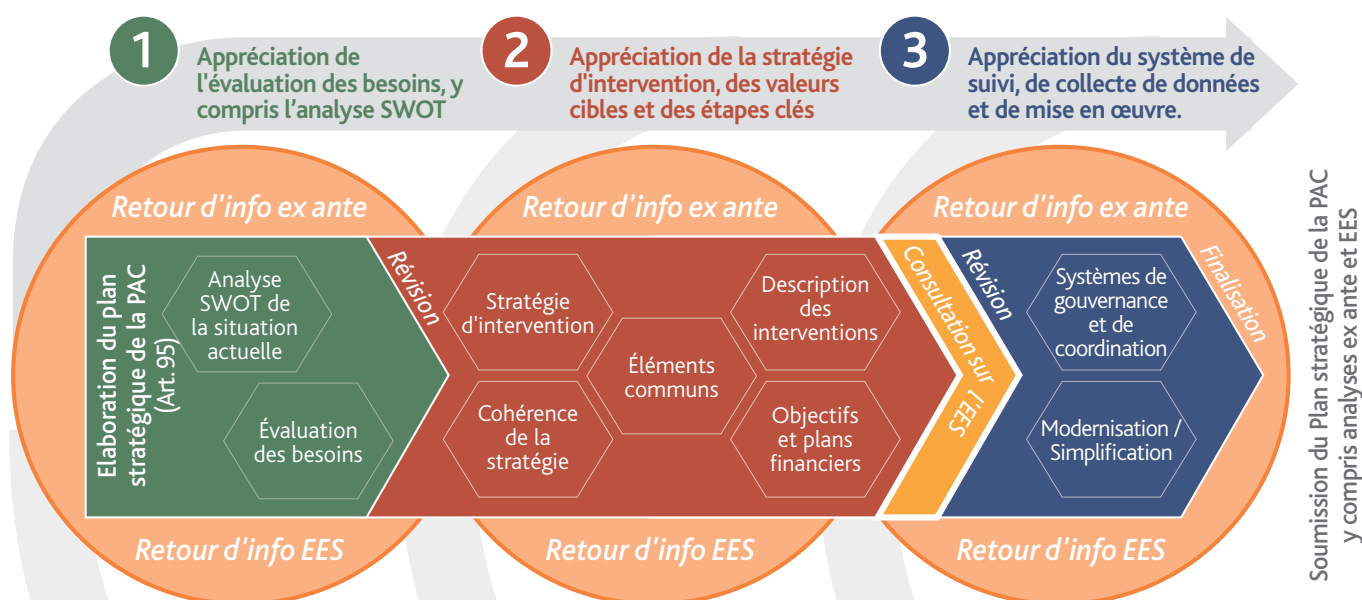 1
Appréciation de
l'évaluation des besoins, y
compris l'analyse SWOT
2
Appréciation de la stratégie
d'intervention, des valeurs
cibles et des étapes clés
3
Appréciation du système de
suivi, de collecte de données
et de mise en œuvre.
Retour d'info ex ante
Retour d'info ex ante
Retour d'info ex ante
Elaboration du plan
stratégique de la PAC
(Art. 95)
Analyse
SWOT de
la situation
actuelle
Évaluation
des besoins
Révision
Stratégie
d'intervention
Cohérence
de la
stratégie
Éléments
communs
Description
des
interventions
Objectifs
et plans
financiers
Consultation sur
l'EES
Révision
Systèmes de
gouvernance
et de
coordination
Modernisation /
Simplification
Finalisation
Retour d'info EES
Retour d'info EES
Retour d'info EES
Soumission du Plan stratégique de la PAC
y compris analyses ex ante et EES